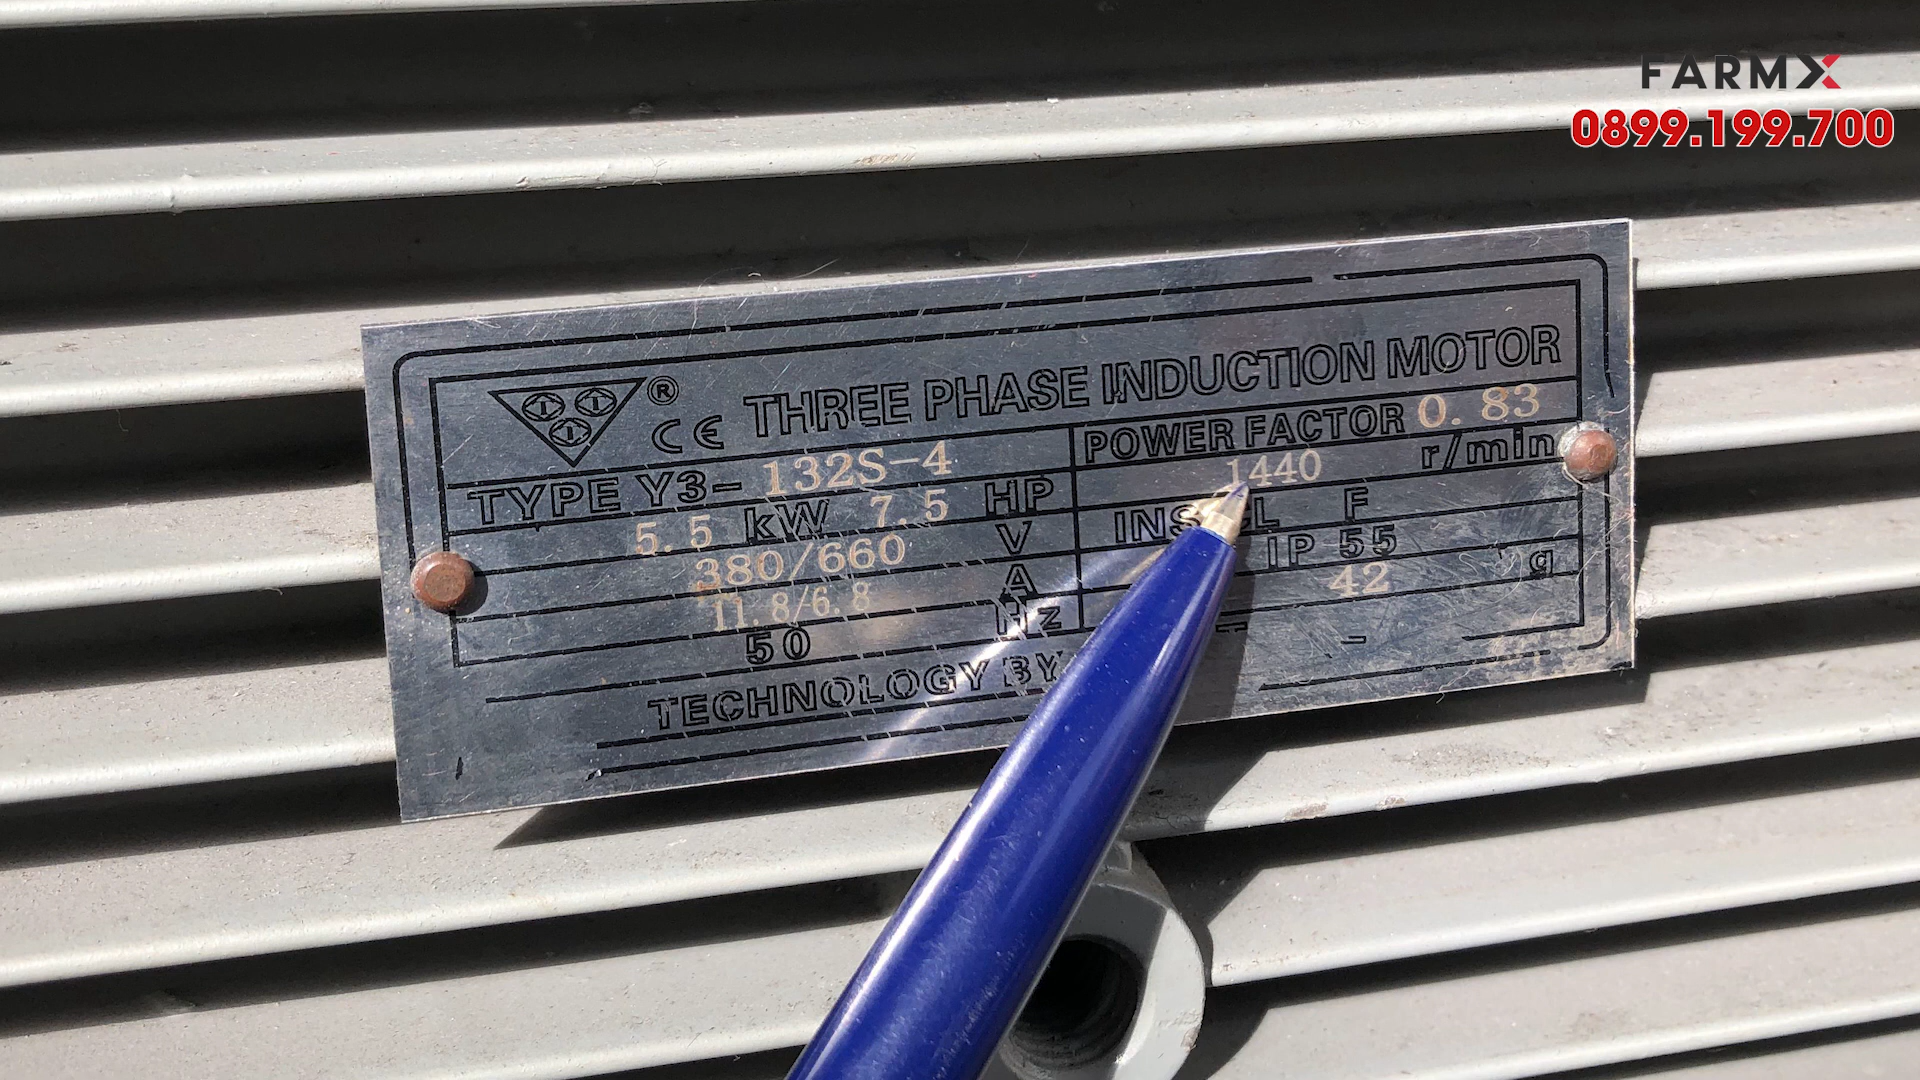 FARMX
0899.199.700
® CE THREE PHASE INDUCTION MOTOR
TYPE Y3- 132S-4 POWER FACTOR 0.83
5.5 kW 7.5 HP 1440 r/min
380/660 V CL F
11.8/6.8 A IP 55
50 Hz 42 g
TECHNOLOGY BY